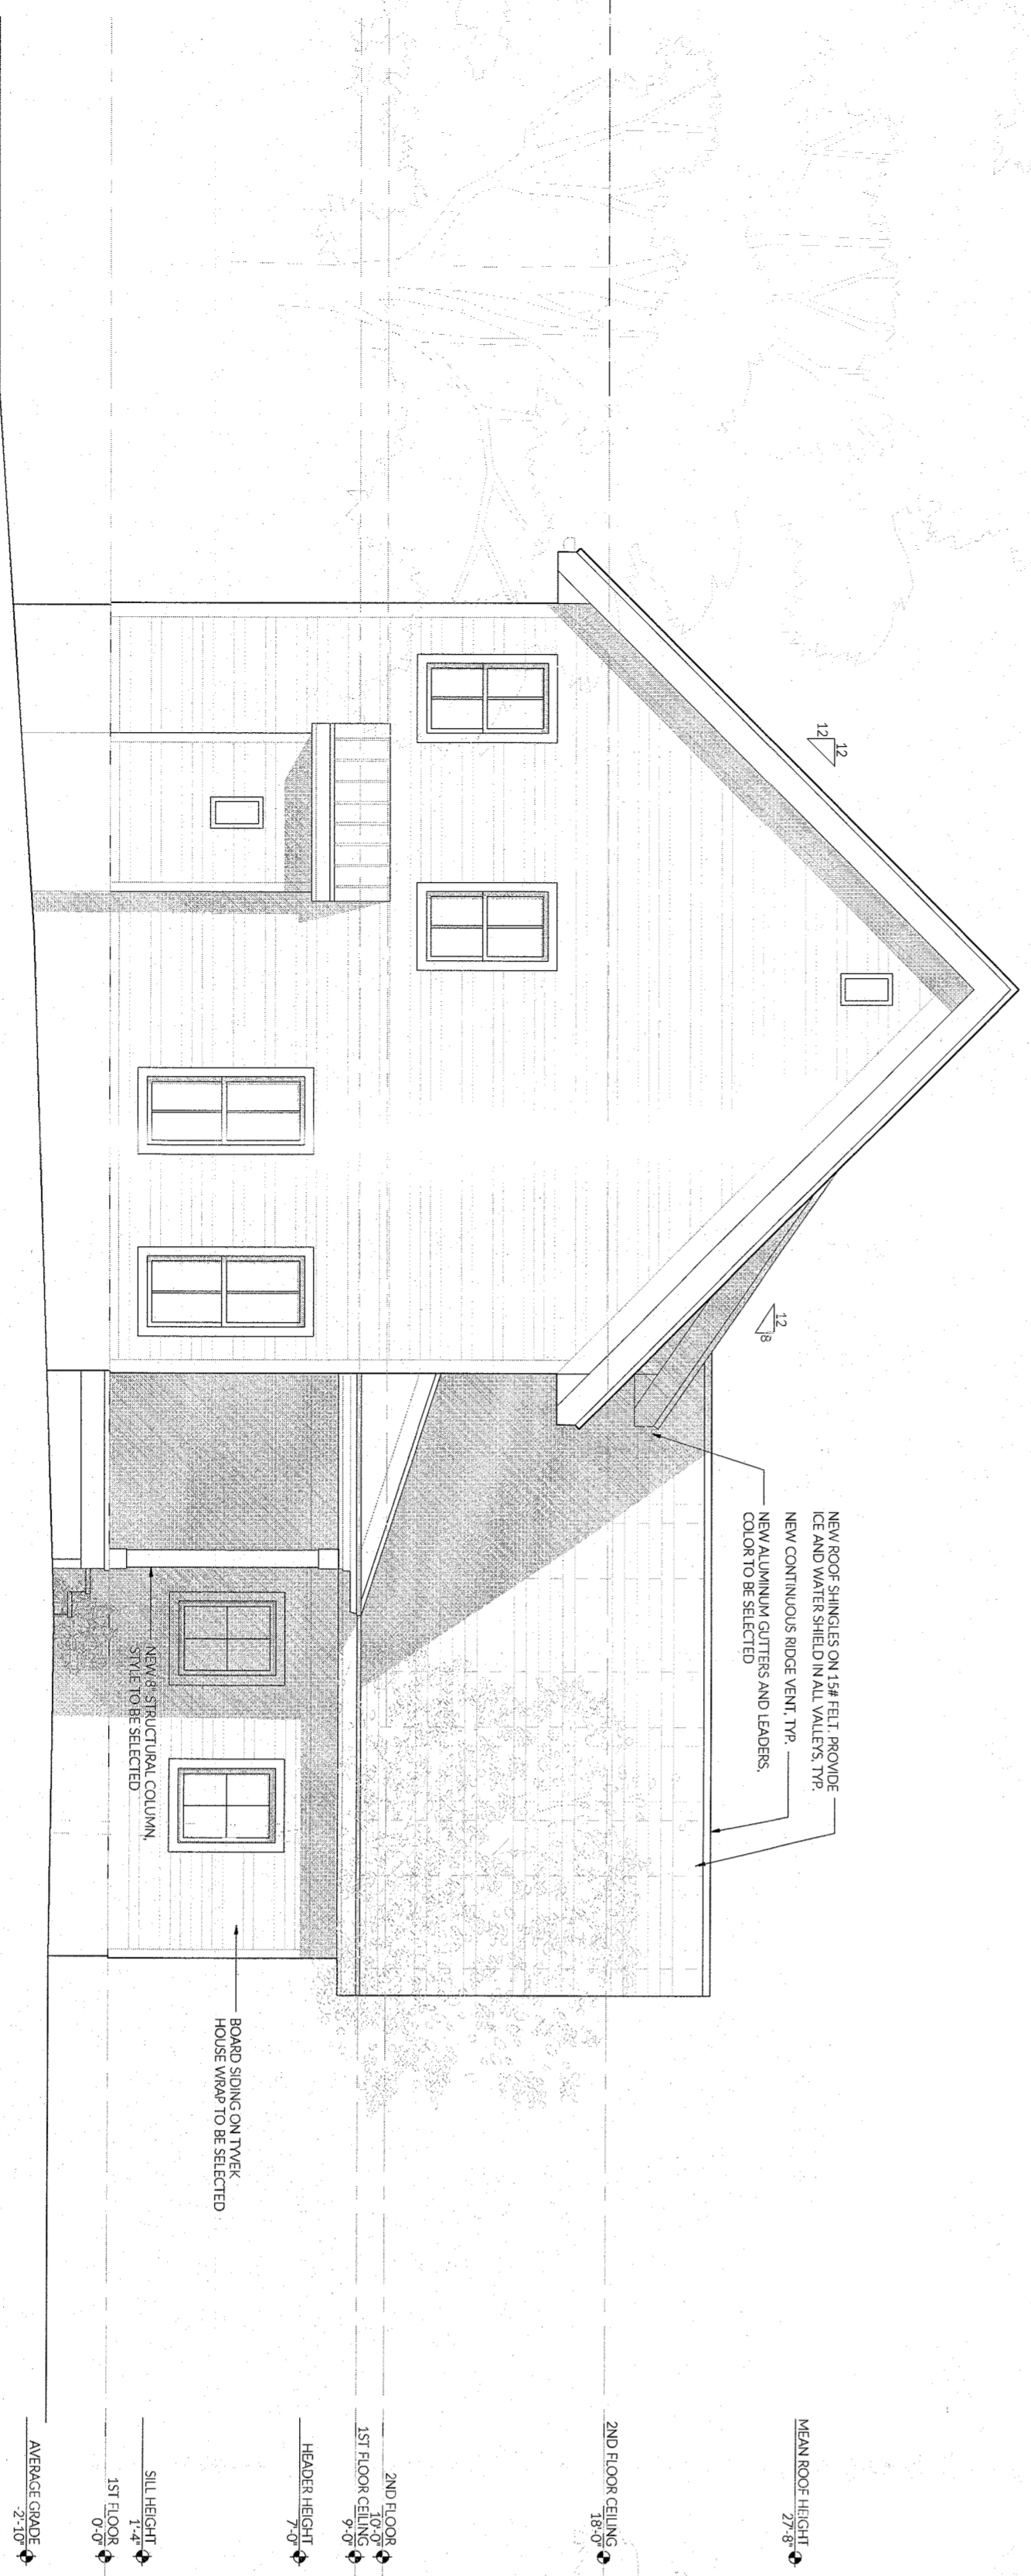 NEW ROOF SHINGLES ON 15# FELT. PROVIDE
ICE AND WATER SHIELD IN ALL VALLEYS, TYP.
NEW CONTINUOUS RIDGE VENT, TYP.
NEW ALUMINUM GUTTERS AND LEADERS,
COLOR TO BE SELECTED
12
12
12
8
NEW 8" STRUCTURAL COLUMN,
STYLE TO BE SELECTED
BOARD SIDING ON TYVEK
HOUSE WRAP TO BE SELECTED
MEAN ROOF HEIGHT
27'-8"
2ND FLOOR CEILING
18'-0"
2ND FLOOR
10'-0"
1ST FLOOR CEILING
9'-0"
HEADER HEIGHT
7'-0"
SILL HEIGHT
1'-4"
1ST FLOOR
0'-0"
AVERAGE GRADE
-2'-10"